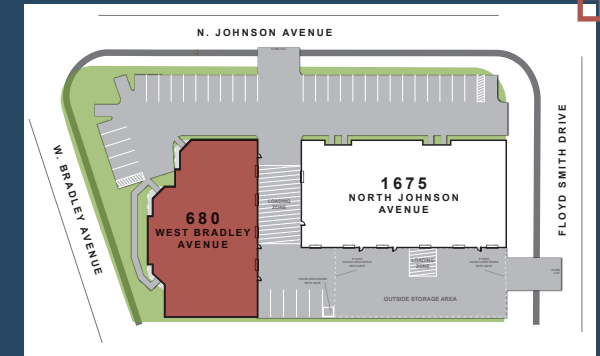 N. JOHNSON AVENUE
W. BRADLEY AVENUE
FLOYD SMITH DRIVE
680
WEST BRADLEY
AVENUE
LOADING
ZONE
1675
NORTH JOHNSON
AVENUE
LOADING
ZONE
OUTSIDE STORAGE AREA